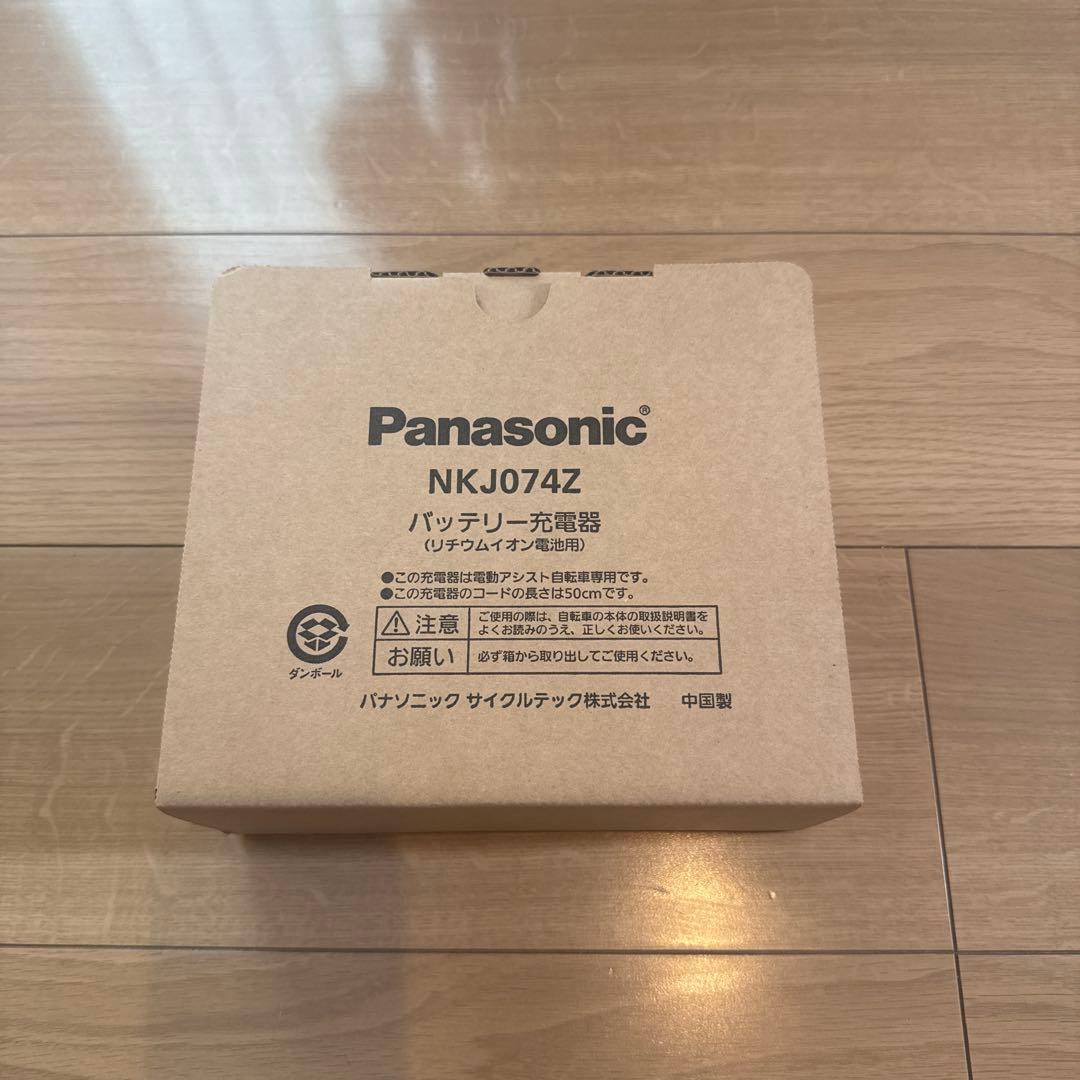 Panasonic®
NKJ074Z
バッテリー充電器
(リチウムイオン電池用)
●この充電器は電動アシスト自転車専用です。
●この充電器のコードの長さは50cmです。
注意
ご使用の際は、自転車の本体の取扱説明書を
よくお読みのうえ、正しくお使いください。
お願い
必ず箱から取り出してご使用ください。
ダンボール
パナソニック サイクルテック株式会社 中国製